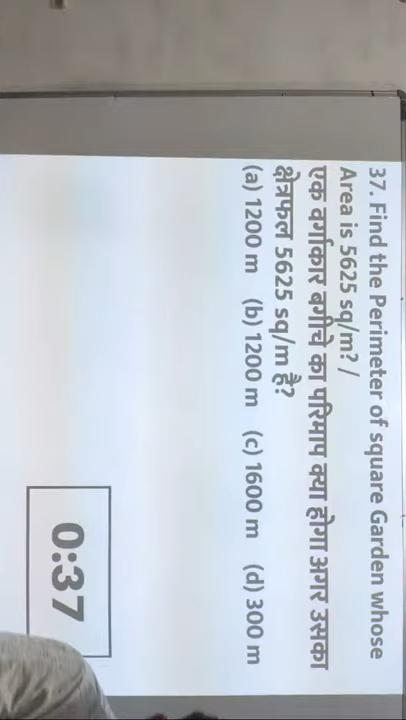 37. Find the Perimeter of square Garden whose
Area is 5625 sq/m? /
एक वर्गाकार बगीचे का परिमाप क्या होगा अगर उसका
क्षेत्रफल 5625 sq/m है?
(a) 1200 m (b) 1200 m (c) 1600 m (d) 300 m
0:37